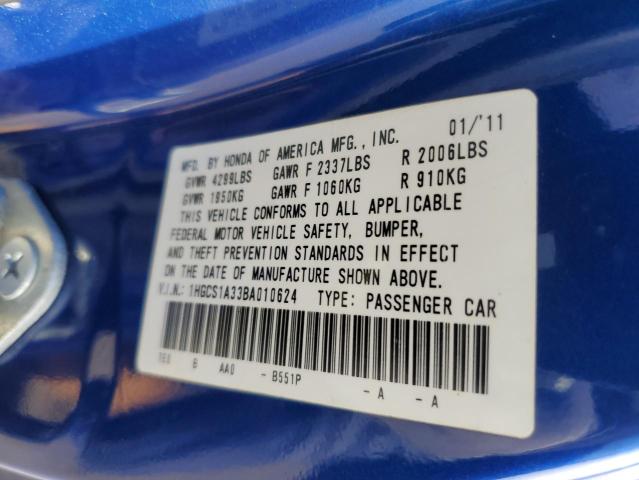 MFD. BY HONDA OF AMERICA MFG., INC. 01/'11
GVWR 4299LBS GAWR F 2337LBS R 2006LBS
GVWR 1950KG GAWR F 1060KG R 910KG
THIS VEHICLE CONFORMS TO ALL APPLICABLE
FEDERAL MOTOR VEHICLE SAFETY, BUMPER,
AND THEFT PREVENTION STANDARDS IN EFFECT
ON THE DATE OF MANUFACTURE SHOWN ABOVE.
V.I.N.: 1HGCS1A33BA010624 TYPE: PASSENGER CAR
B AA0 - B551P - A - A